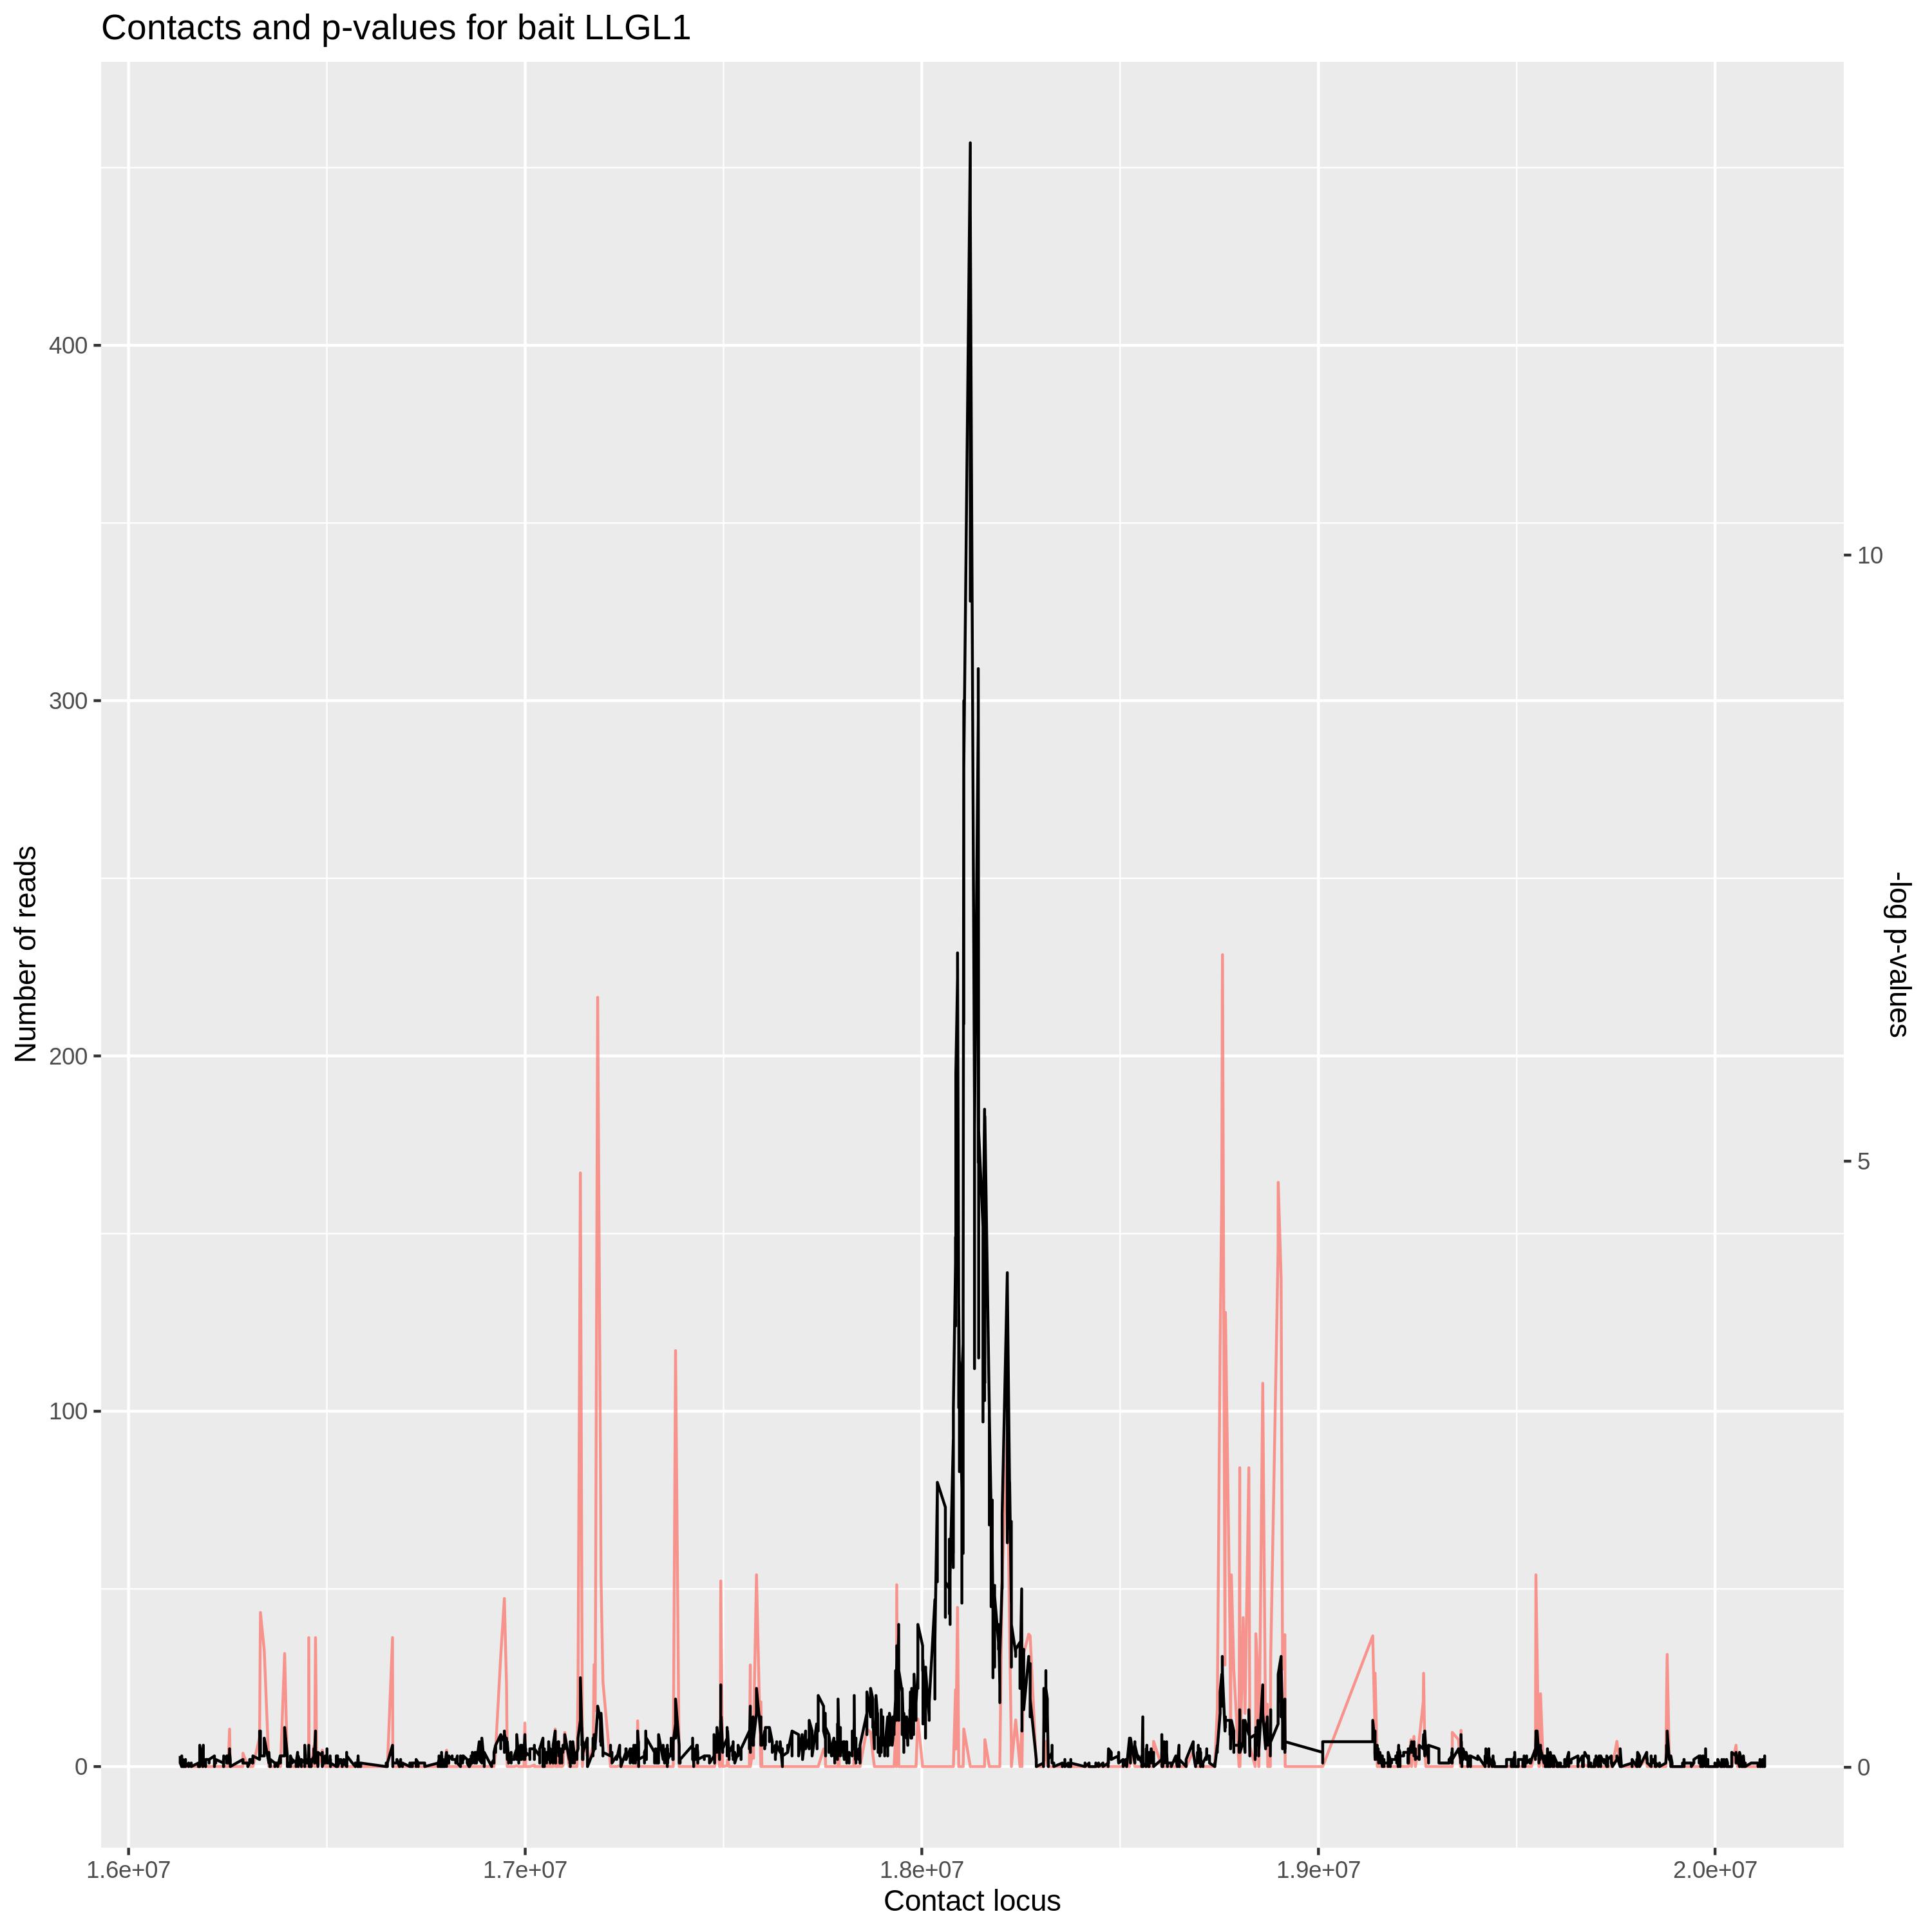 Contacts and p-values for bait LLGL1
400
300
200
100
0
10
5
0
Number of reads
-log p-values
1.6e+07
1.7e+07
1.8e+07
1.9e+07
2.0e+07
Contact locus